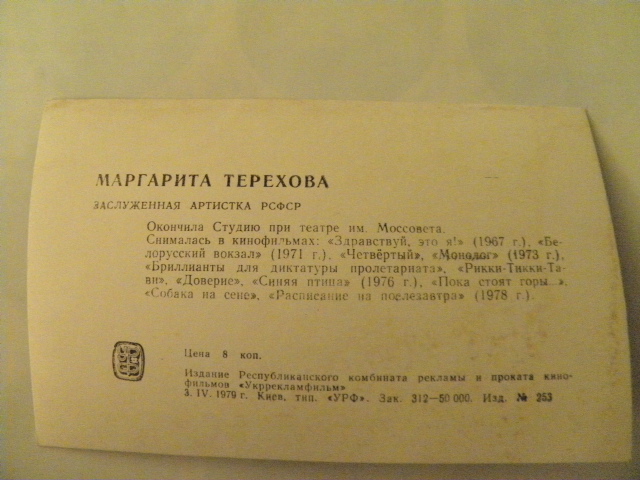 МАРГАРИТА ТЕРЕХОВА
ЗАСЛУЖЕННАЯ АРТИСТКА РСФСР
Окончила Студию при театре им. Моссовета.
Снималась в кинофильмах: «Здравствуй, это я!» (1967 г.), «Бе-
лорусский вокзал» (1971 г.), «Четвёртый», «Монолог» (1973 г.),
«Бриллианты для диктатуры пролетариата», «Рикки-Тикки-Та-
ви», «Доверие», «Синяя птица» (1976 г.), «Пока стоят горы...»,
«Собака на сене», «Расписание на послезавтра» (1978 г.).
Цена 8 коп.
Издание Республиканского комбината рекламы и проката кино-
фильмов «Укррекламфильм»
3. IV. 1979 г. Киев, тип. «УРФ». Зак. 312—50 000. Изд. № 253